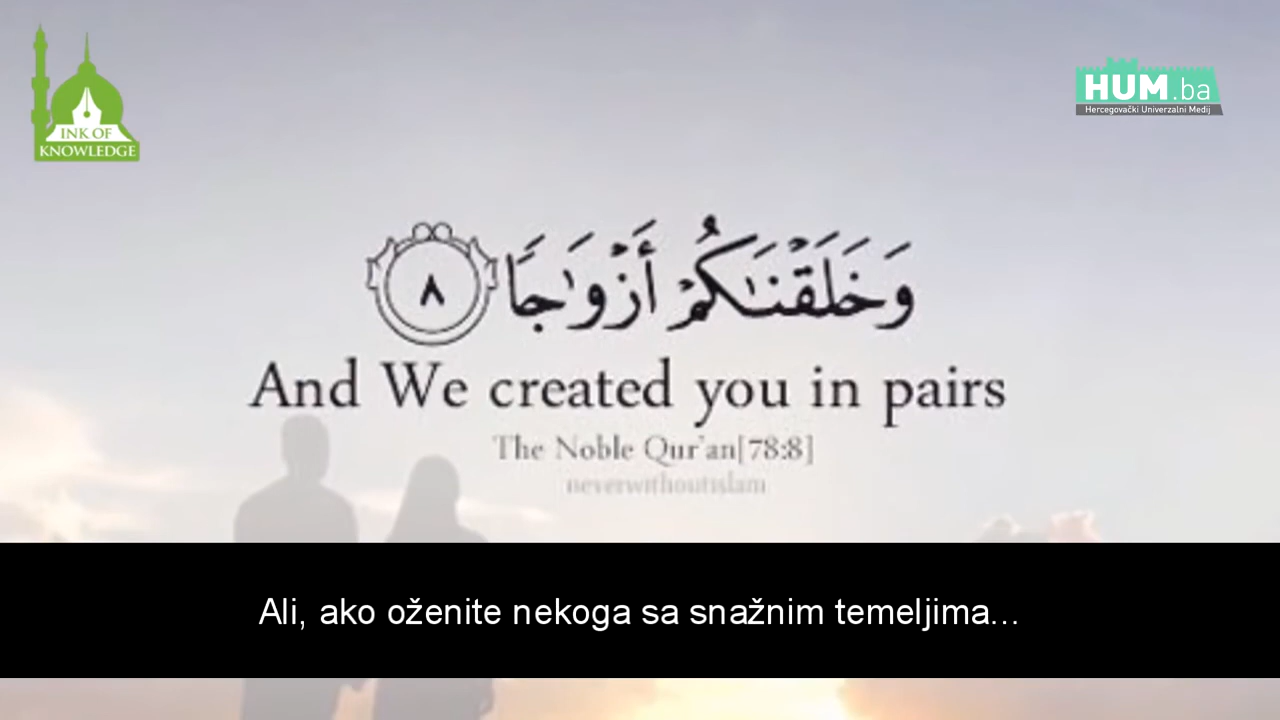 INK OF
KNOWLEDGE
HUM.ba
Hercegovački Univerzalni Medij
وَخَلَقْنَٰكُمْ أَزْوَٰجًا ٨
And We created you in pairs
The Noble Qur'an[78:8]
neverwithoutislam
Ali, ako oženite nekoga sa snažnim temeljima...